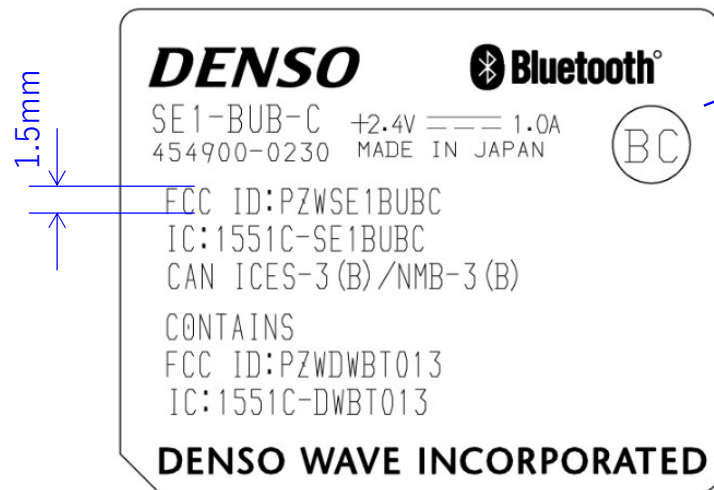 DENSO Bluetooth°
SE1-BUB-C +2.4V 1.0A
454900-0230 MADE IN JAPAN
BC
1.5mm
FCC ID:PZWSE1BUBC
IC:1551C-SE1BUBC
CAN ICES-3(B)/NMB-3(B)
CONTAINS
FCC ID:PZWDWBT013
IC:1551C-DWBT013
DENSO WAVE INCORPORATED